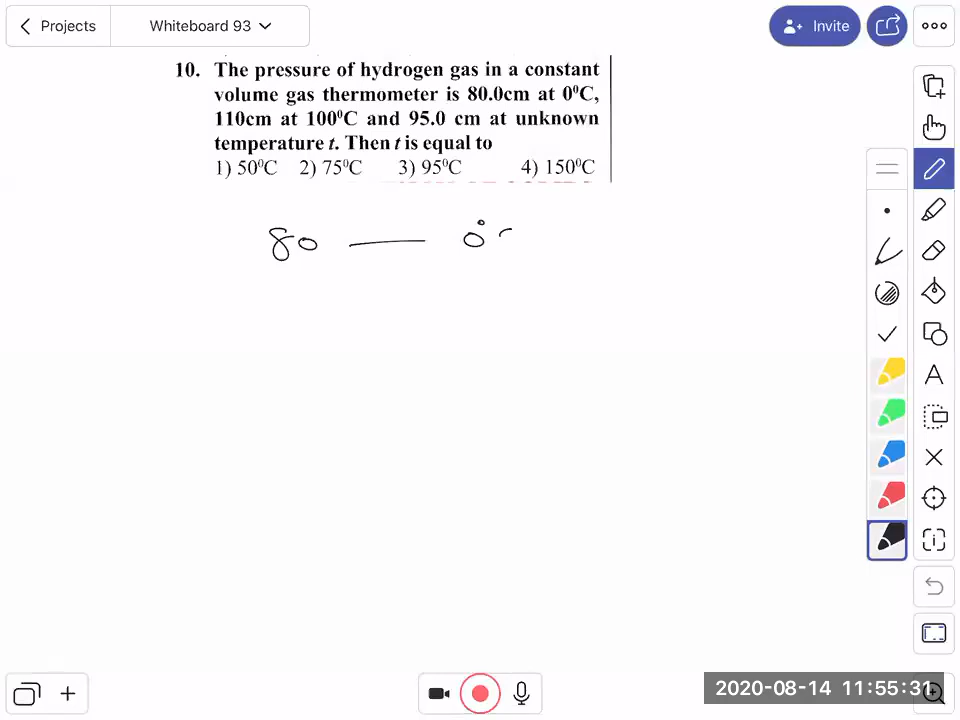 Projects
Whiteboard 93
Invite
10. The pressure of hydrogen gas in a constant
volume gas thermometer is 80.0cm at 0⁰C,
110cm at 100⁰C and 95.0 cm at unknown
temperature t. Then t is equal to
1) 50⁰C 2) 75⁰C 3) 95⁰C 4) 150⁰C
80 — 0°
2020-08-14 11:55:31